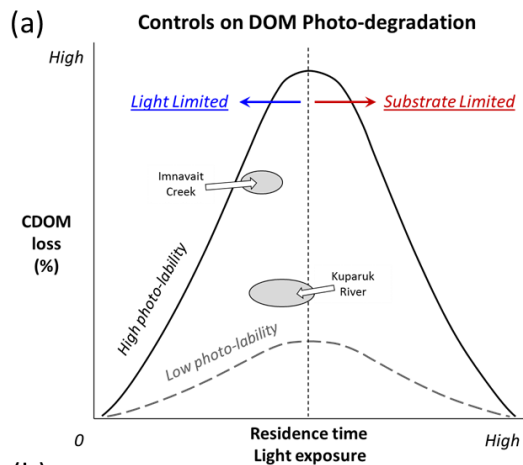 (a)
Controls on DOM Photo-degradation
High
Light Limited
Substrate Limited
Imnavait
Creek
CDOM
loss
(%)
High photo-lability
Kuparuk
River
Low photo-lability
0
Residence time
High
Light exposure